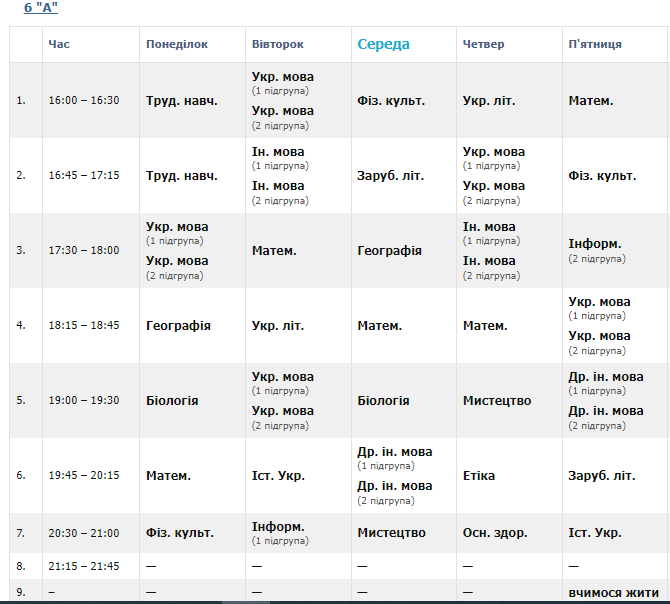 6 "А"
Час Понеділок Вівторок Середа Четвер П'ятниця
1. 16:00 – 16:30 Труд. навч. Укр. мова (1 підгрупа) Укр. мова (2 підгрупа) Фіз. культ. Укр. літ. Матем.
2. 16:45 – 17:15 Труд. навч. Ін. мова (1 підгрупа) Ін. мова (2 підгрупа) Заруб. літ. Укр. мова (1 підгрупа) Укр. мова (2 підгрупа) Фіз. культ.
3. 17:30 – 18:00 Укр. мова (1 підгрупа) Укр. мова (2 підгрупа) Матем. Географія Ін. мова (1 підгрупа) Ін. мова (2 підгрупа) Інформ. (2 підгрупа)
4. 18:15 – 18:45 Географія Укр. літ. Матем. Матем. Укр. мова (1 підгрупа) Укр. мова (2 підгрупа)
5. 19:00 – 19:30 Біологія Укр. мова (1 підгрупа) Укр. мова (2 підгрупа) Біологія Мистецтво Др. ін. мова (1 підгрупа) Др. ін. мова (2 підгрупа)
6. 19:45 – 20:15 Матем. Іст. Укр. Др. ін. мова (1 підгрупа) Др. ін. мова (2 підгрупа) Етіка Заруб. літ.
7. 20:30 – 21:00 Фіз. культ. Інформ. (1 підгрупа) Мистецтво Осн. здор. Іст. Укр.
8. 21:15 – 21:45 — — — — —
9. – — — — — вчимося жити